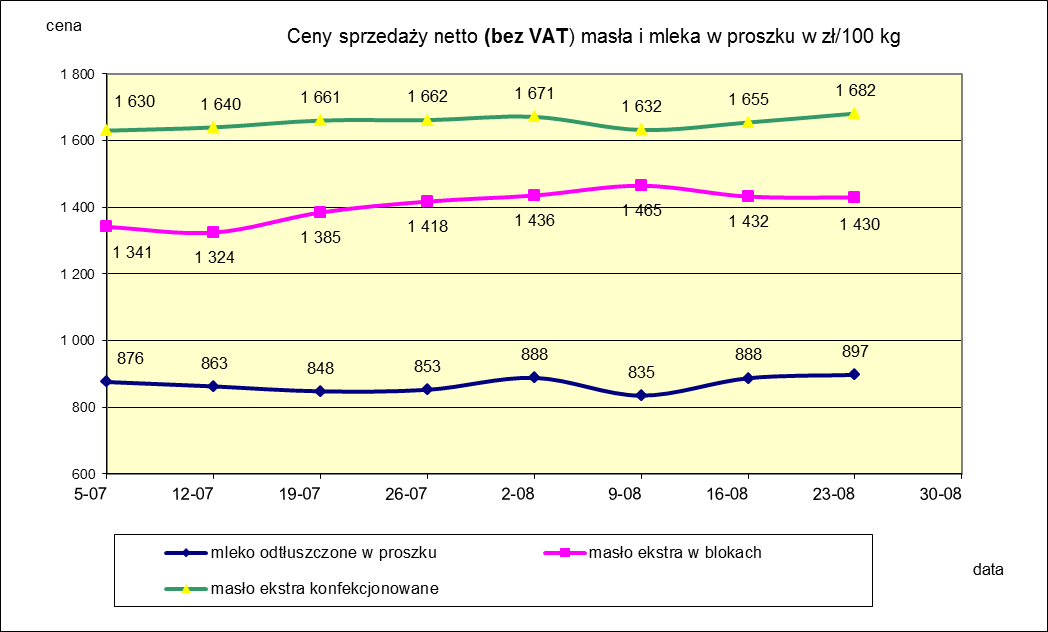 cena
Ceny sprzedaży netto (bez VAT) masła i mleka w proszku w zł/100 kg
1 800
1 630 1 640 1 661 1 662 1 671 1 632 1 655 1 682
1 600
1 400
1 341 1 324 1 385 1 418 1 436 1 465 1 432 1 430
1 200
1 000
876 863 848 853 888 835 888 897
800
600
5-07 12-07 19-07 26-07 2-08 9-08 16-08 23-08 30-08
mleko odtłuszczone w proszku masło ekstra w blokach
masło ekstra konfekcjonowane
data